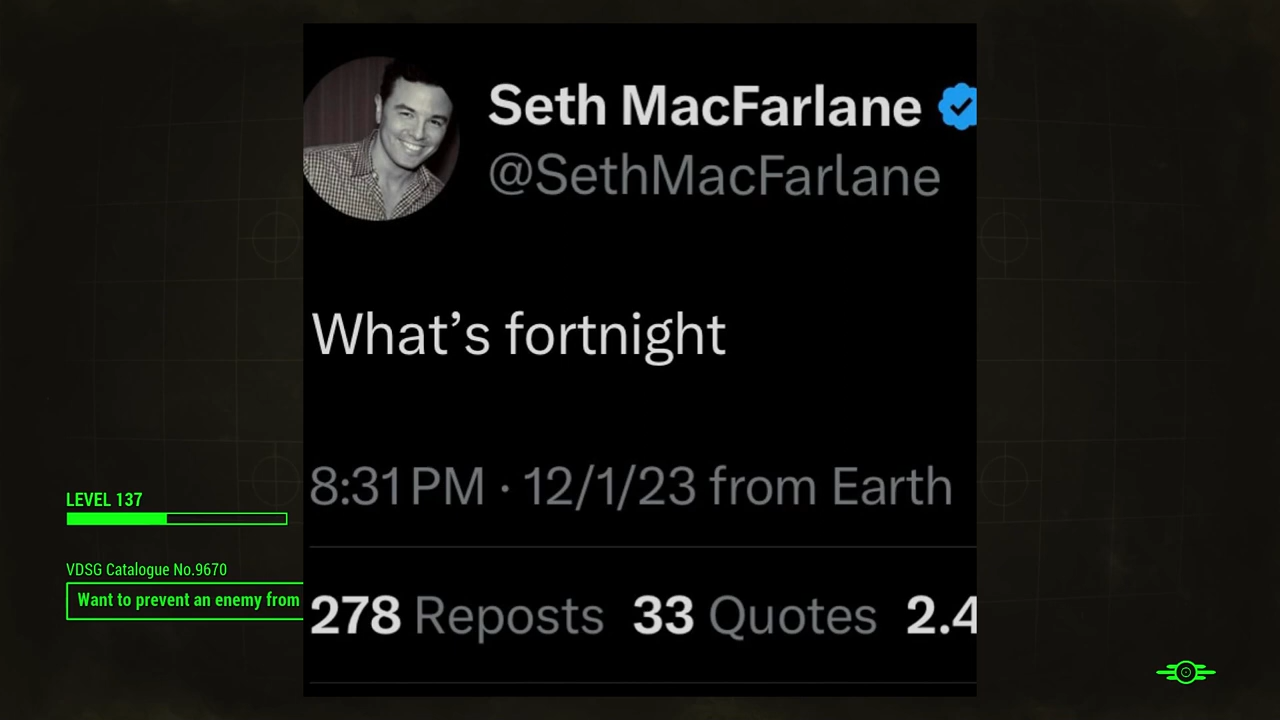 Seth MacFarlane
@SethMacFarlane
What’s fortnight
8:31 PM · 12/1/23 from Earth
278 Reposts 33 Quotes 2.4
LEVEL 137
VDSG Catalogue No.9670
Want to prevent an enemy from